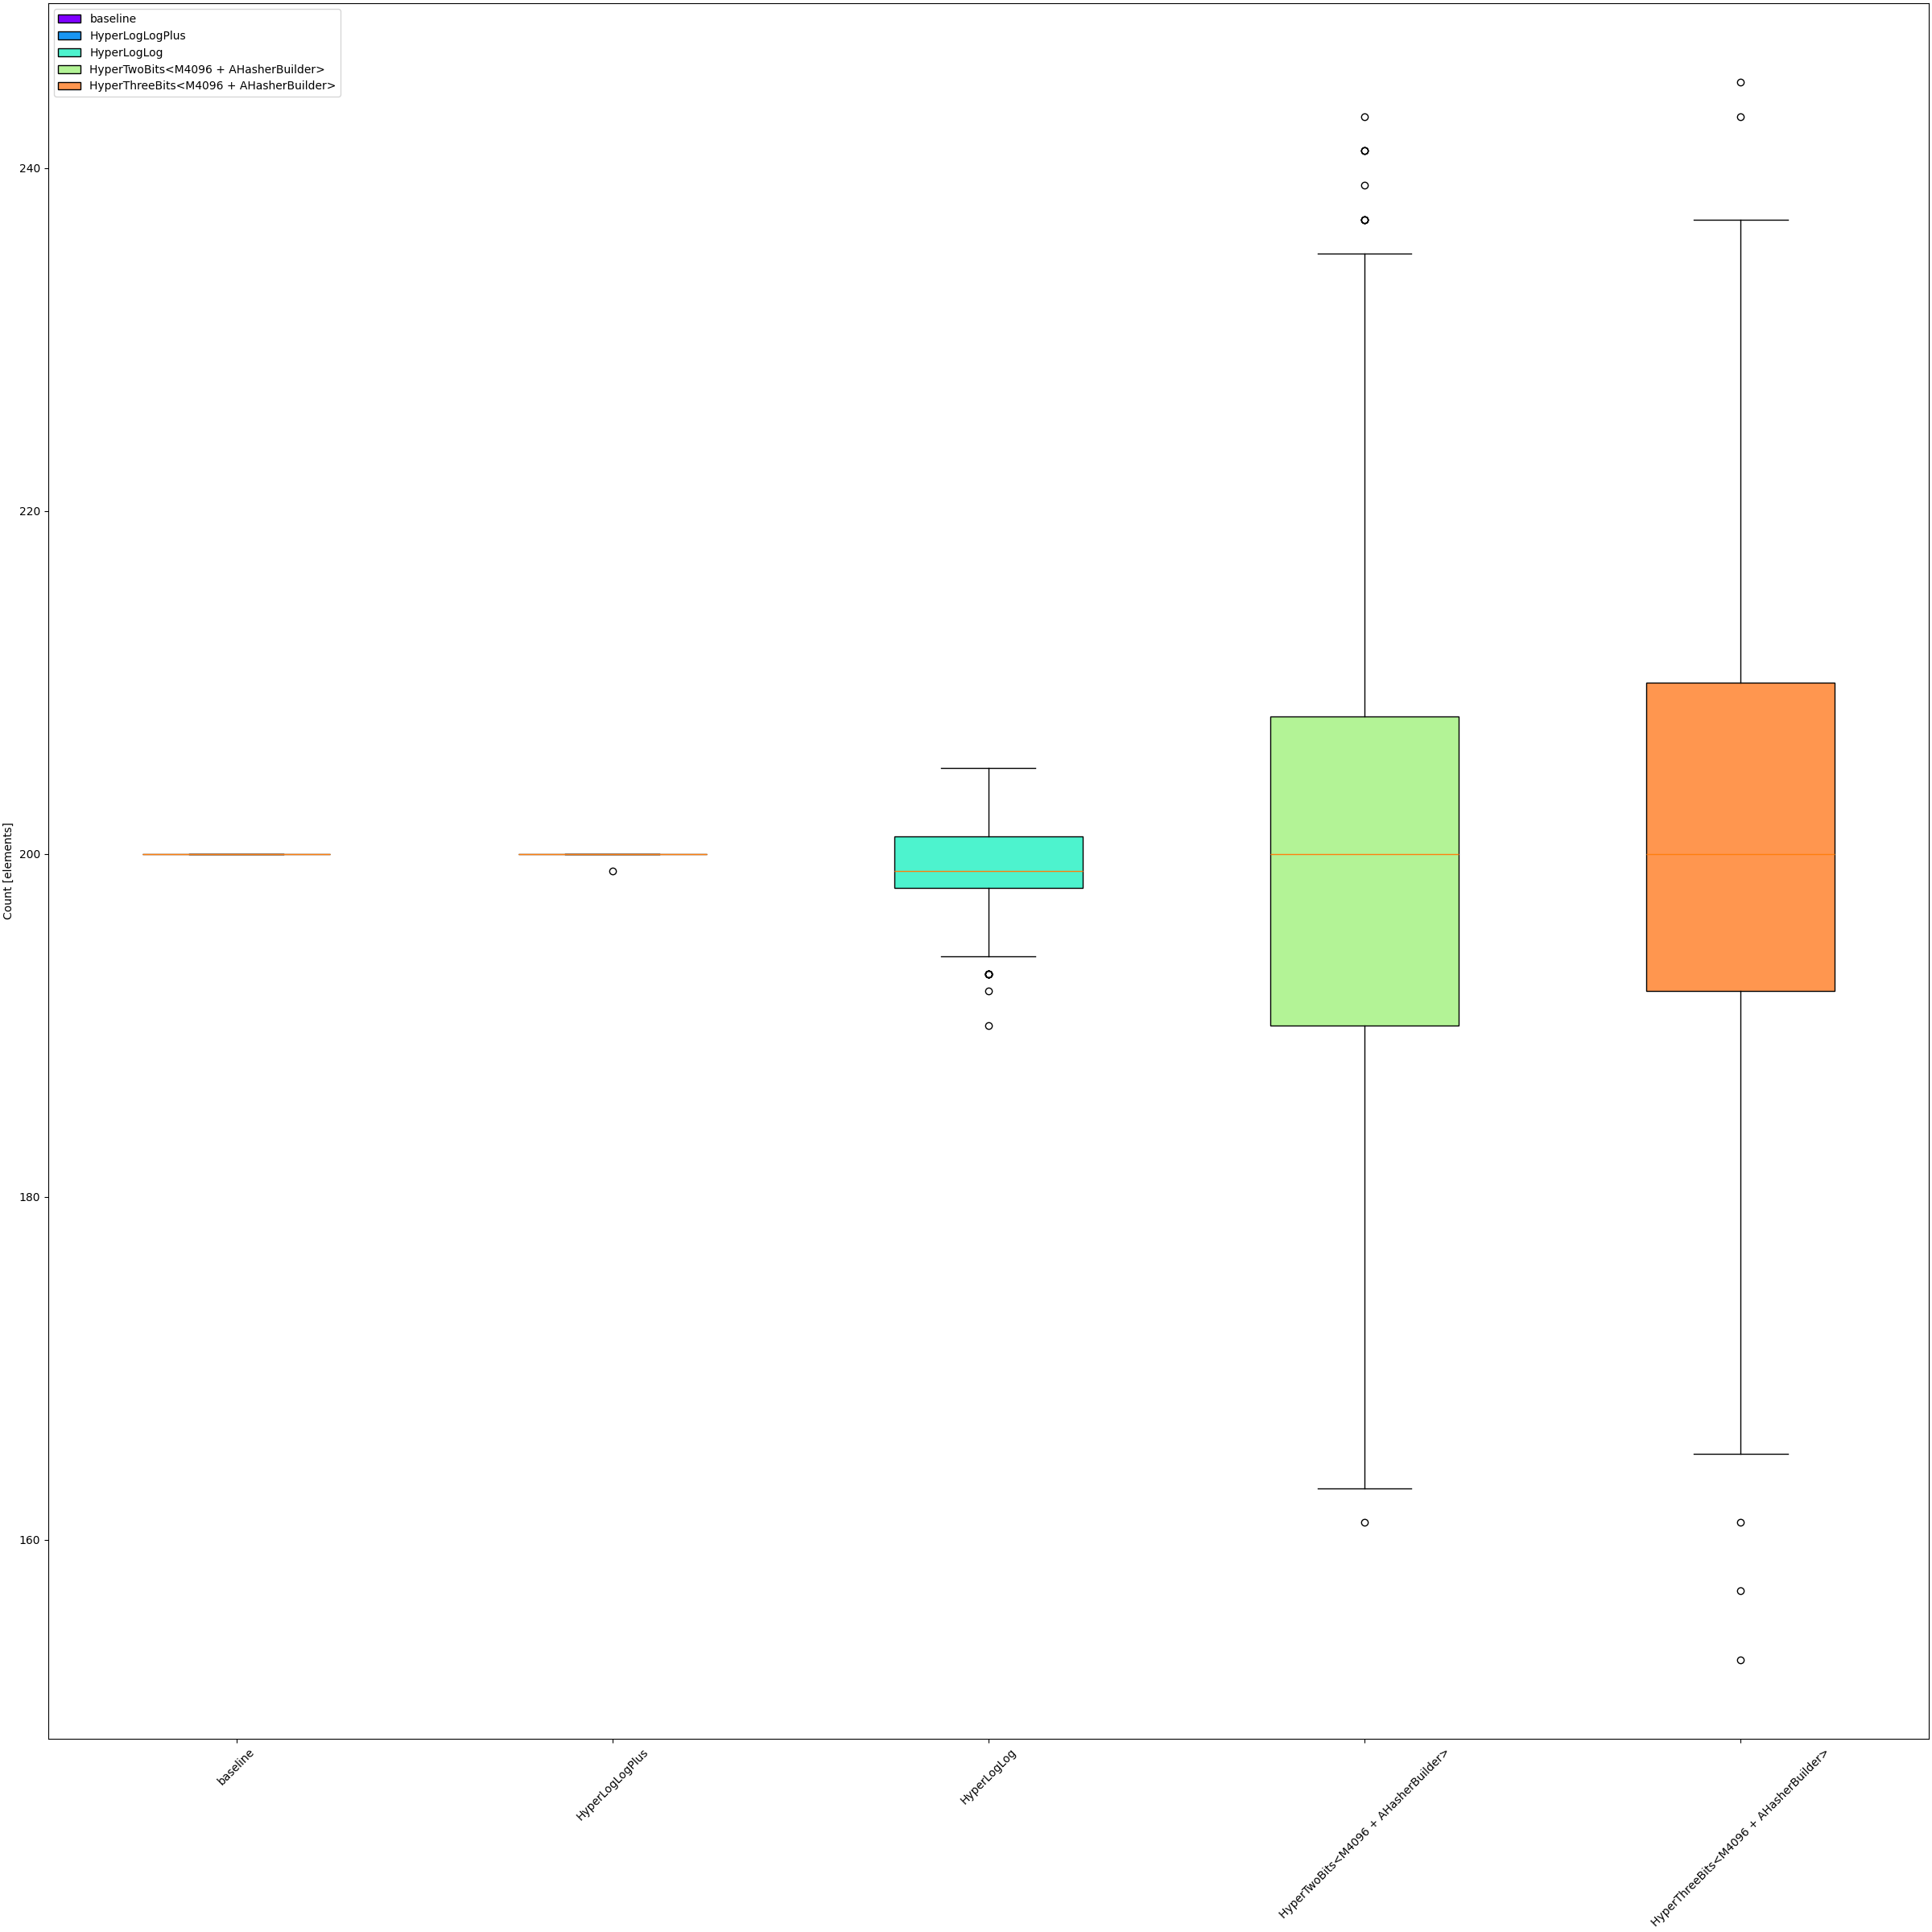 baseline
HyperLogLogPlus
HyperLogLog
HyperTwoBits<M4096 + AHasherBuilder>
HyperThreeBits<M4096 + AHasherBuilder>
240
220
200
180
160
Count [elements]
baseline
HyperLogLogPlus
HyperLogLog
HyperTwoBits<M4096 + AHasherBuilder>
HyperThreeBits<M4096 + AHasherBuilder>